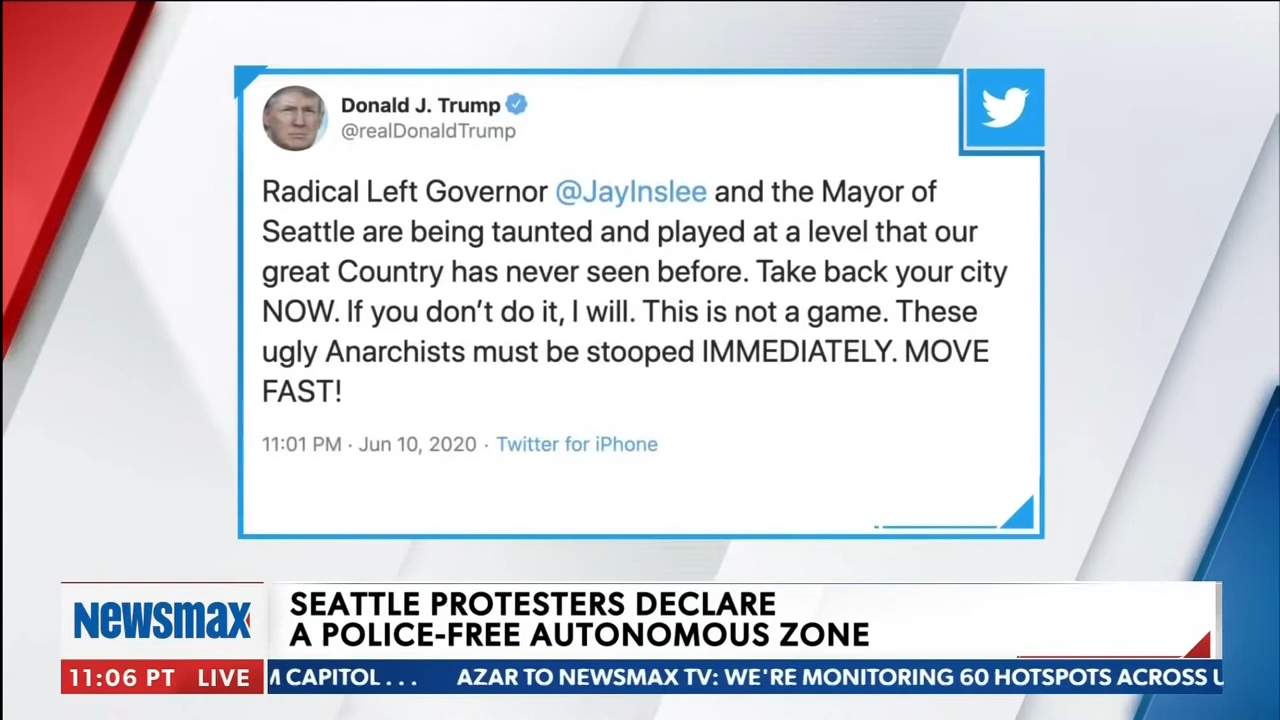 Donald J. Trump
@realDonaldTrump
Radical Left Governor @JayInslee and the Mayor of
Seattle are being taunted and played at a level that our
great Country has never seen before. Take back your city
NOW. If you don’t do it, I will. This is not a game. These
ugly Anarchists must be stooped IMMEDIATELY. MOVE
FAST!
11:01 PM · Jun 10, 2020 · Twitter for iPhone
NEWSMAX
SEATTLE PROTESTERS DECLARE
A POLICE-FREE AUTONOMOUS ZONE
11:06 PT LIVE
M CAPITOL . . . AZAR TO NEWSMAX TV: WE'RE MONITORING 60 HOTSPOTS ACROSS U